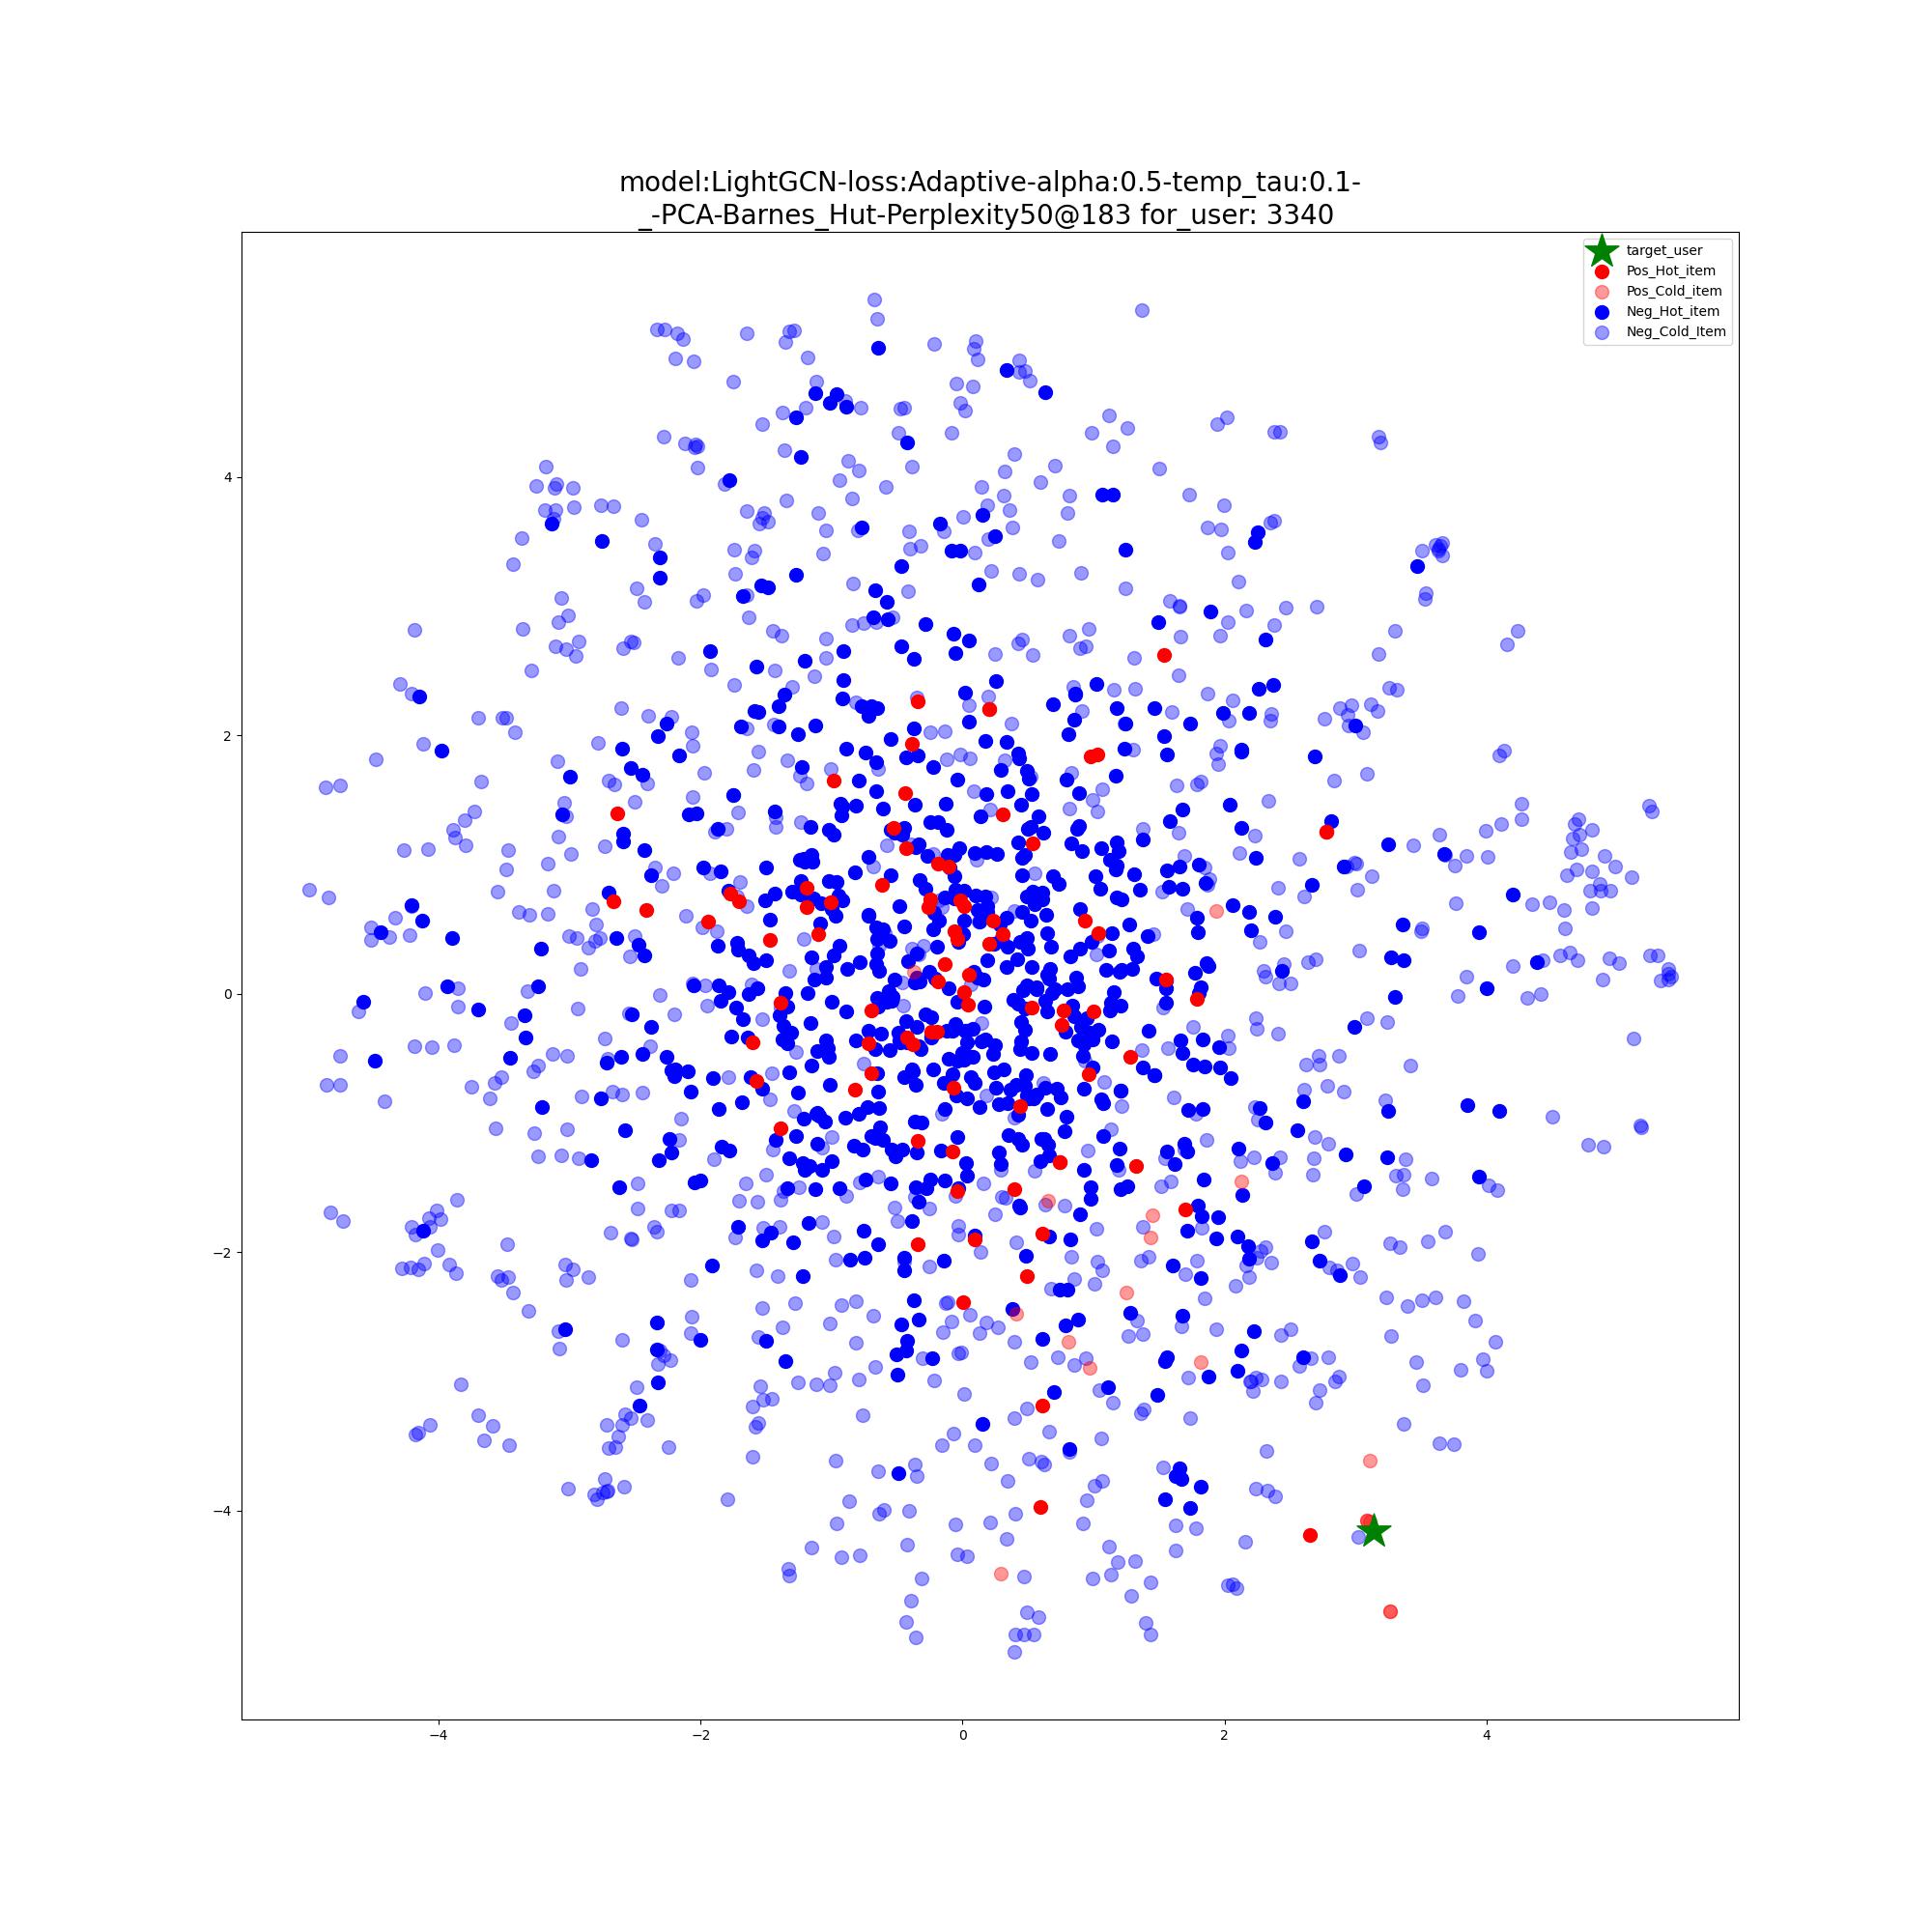 model:LightGCN-loss:Adaptive-alpha:0.5-temp_tau:0.1-
_-PCA-Barnes_Hut-Perplexity50@183 for_user: 3340
target_user
Pos_Hot_item
Pos_Cold_item
Neg_Hot_item
Neg_Cold_Item
4
2
0
−2
−4
−4 −2 0 2 4